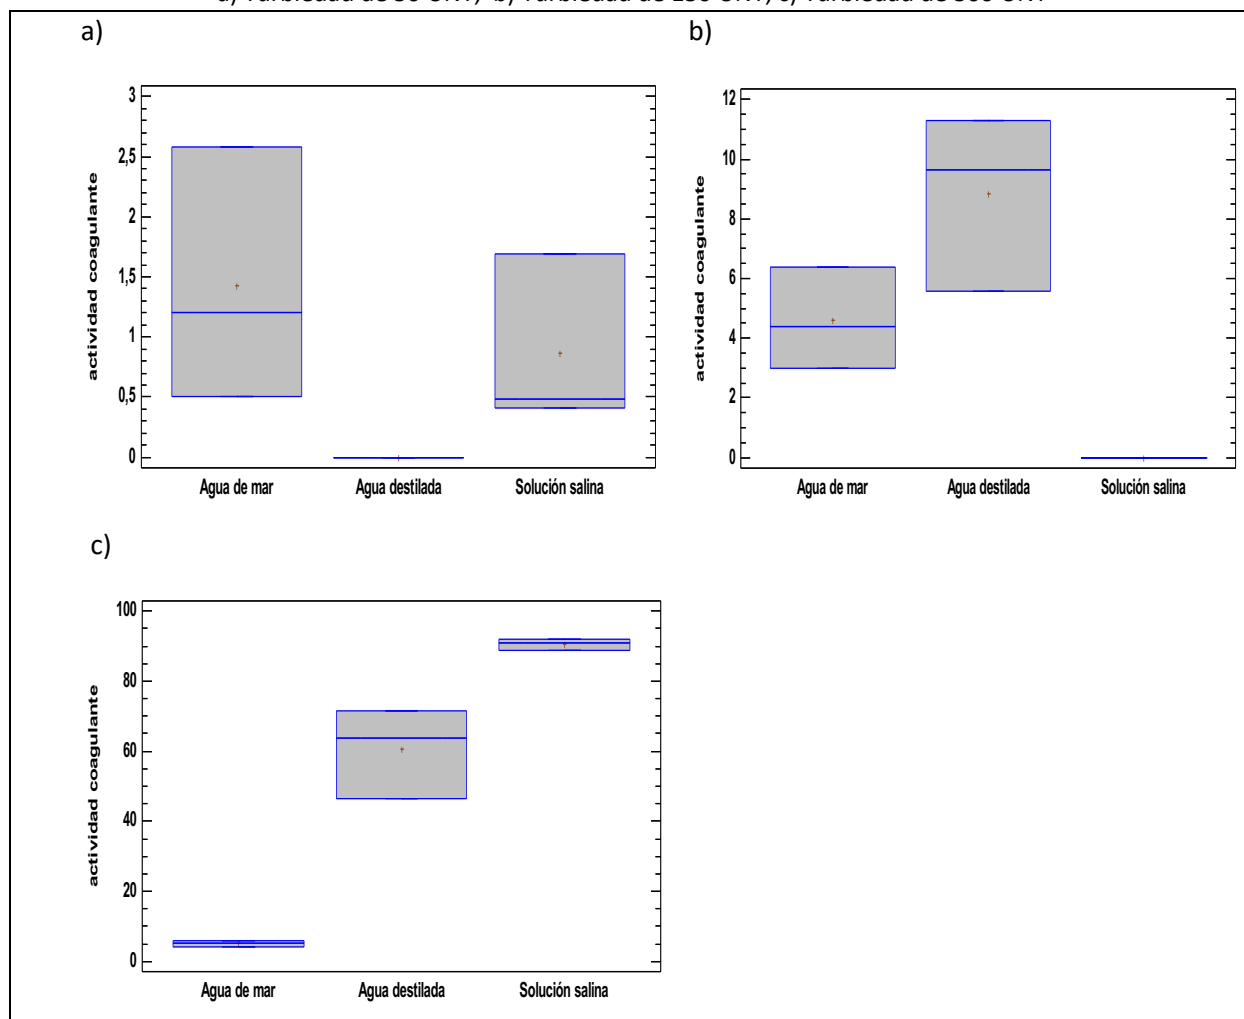 a)
b)
3
2,5
2
1,5
1
0,5
0
actividad coagulante
Agua de mar Agua destilada Solución salina
12
10
8
6
4
2
0
actividad coagulante
Agua de mar Agua destilada Solución salina
c)
100
80
60
40
20
0
actividad coagulante
Agua de mar Agua destilada Solución salina